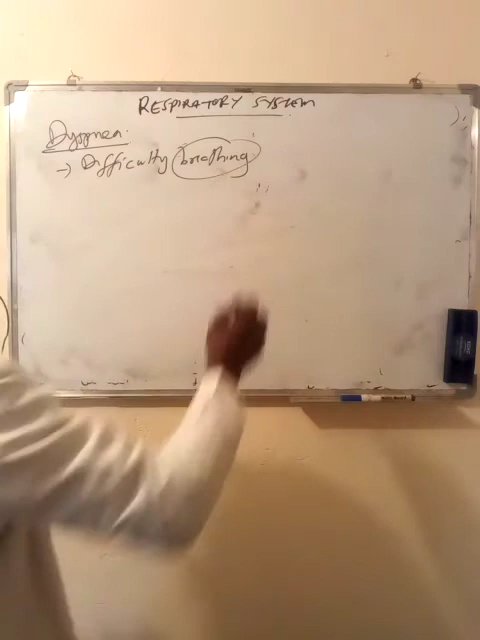 RESPIRATORY SYSTEM
Dyspnea.
→ Difficulty breathing